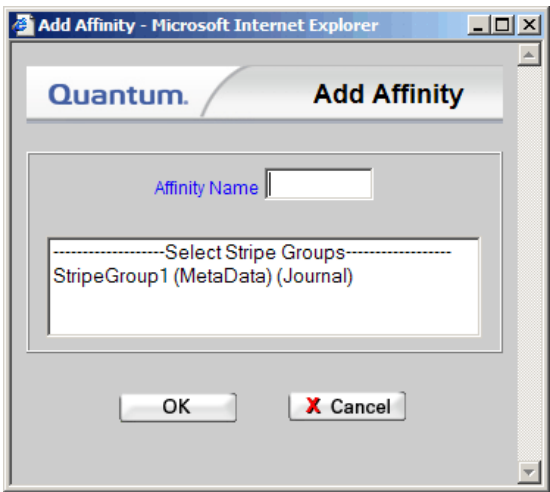 Add Affinity - Microsoft Internet Explorer
Quantum. Add Affinity
Affinity Name
-------------------Select Stripe Groups------------------
StripeGroup1 (MetaData) (Journal)
OK X Cancel